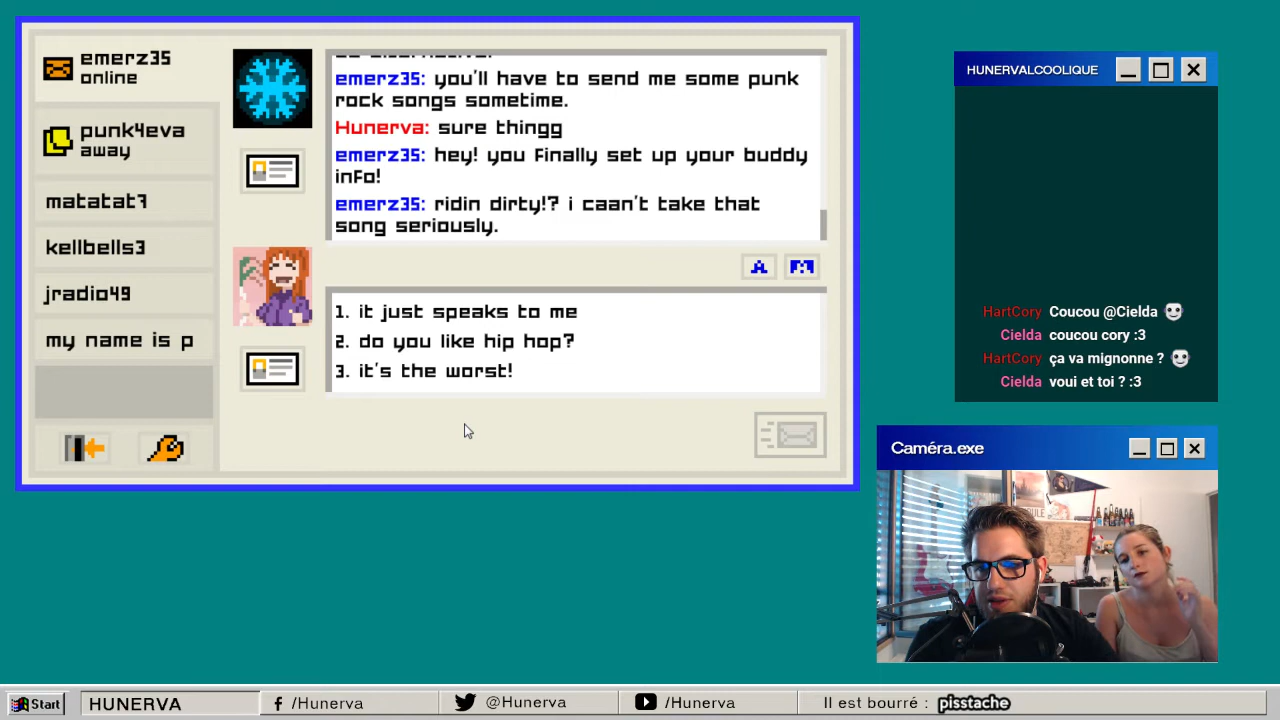 emerz35
online
punk4eva
away
matatat7
kellbells3
jradio49
my name is p
emerz35: you'll have to send me some punk
rock songs sometime.
Hunerva: sure thingg
emerz35: hey! you finally set up your buddy
info!
emerz35: ridin dirty!? i caan't take that
song seriously.
A
1. it just speaks to me
2. do you like hip hop?
3. it's the worst!
HUNERVALCOOLIQUE
HartCory Coucou @Cielda
Cielda coucou cory :3
HartCory ça va mignonne ?
Cielda voui et toi ? :3
Caméra.exe
Start
HUNERVA
/Hunerva
@Hunerva
/Hunerva
Il est bourré : pisstache